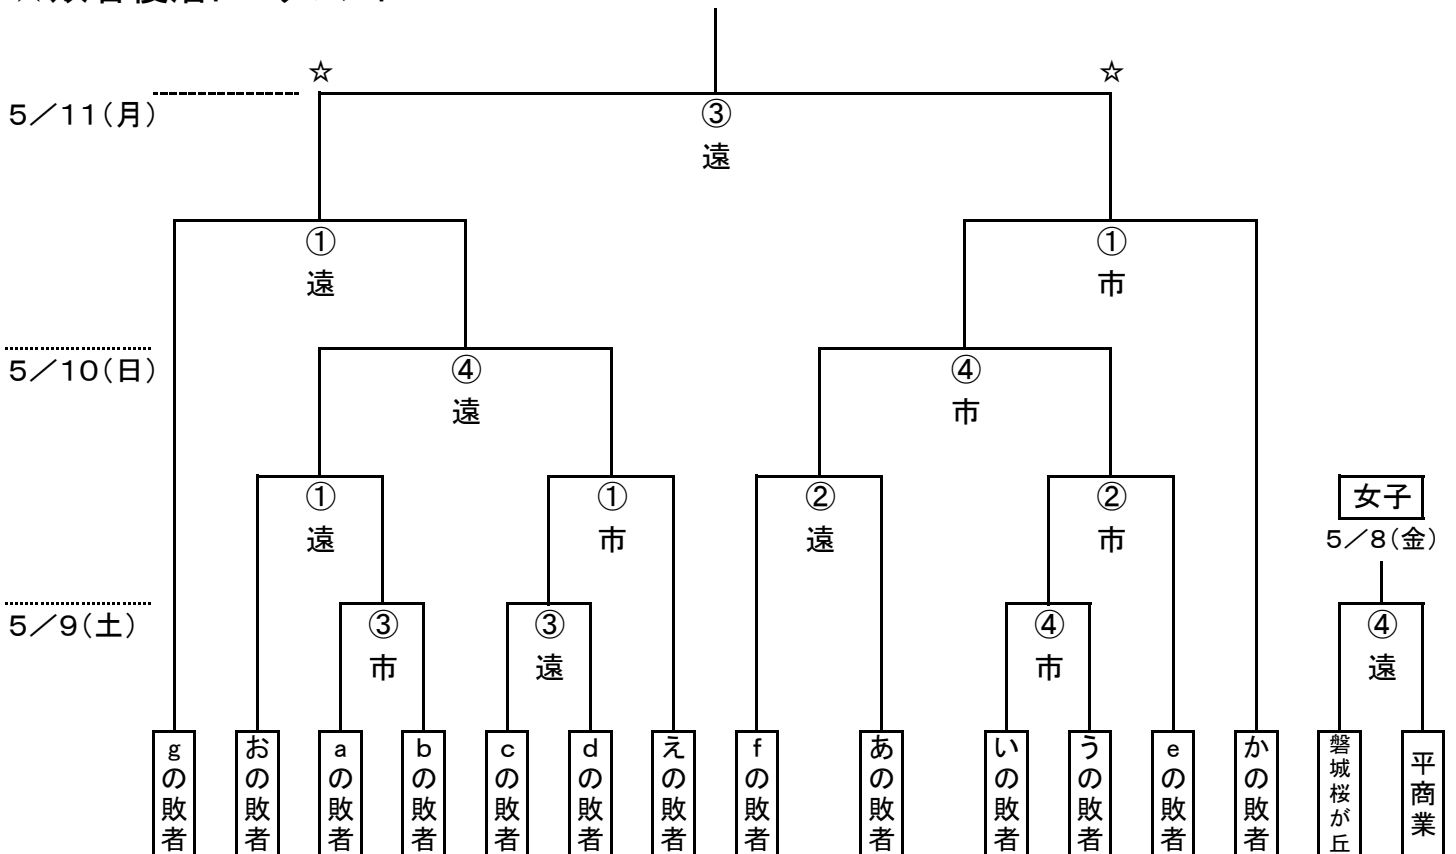 ☆
☆
5／11(月)
③
遠
①
遠
①
市
5／10(日)
④
遠
④
市
①
遠
①
市
②
遠
②
市
女子
5／8(金)
5／9(土)
③
市
③
遠
④
市
④
遠
gの敗者
おの敗者
aの敗者
bの敗者
cの敗者
dの敗者
えの敗者
fの敗者
あの敗者
いの敗者
うの敗者
eの敗者
かの敗者
磐城桜が丘
平商業